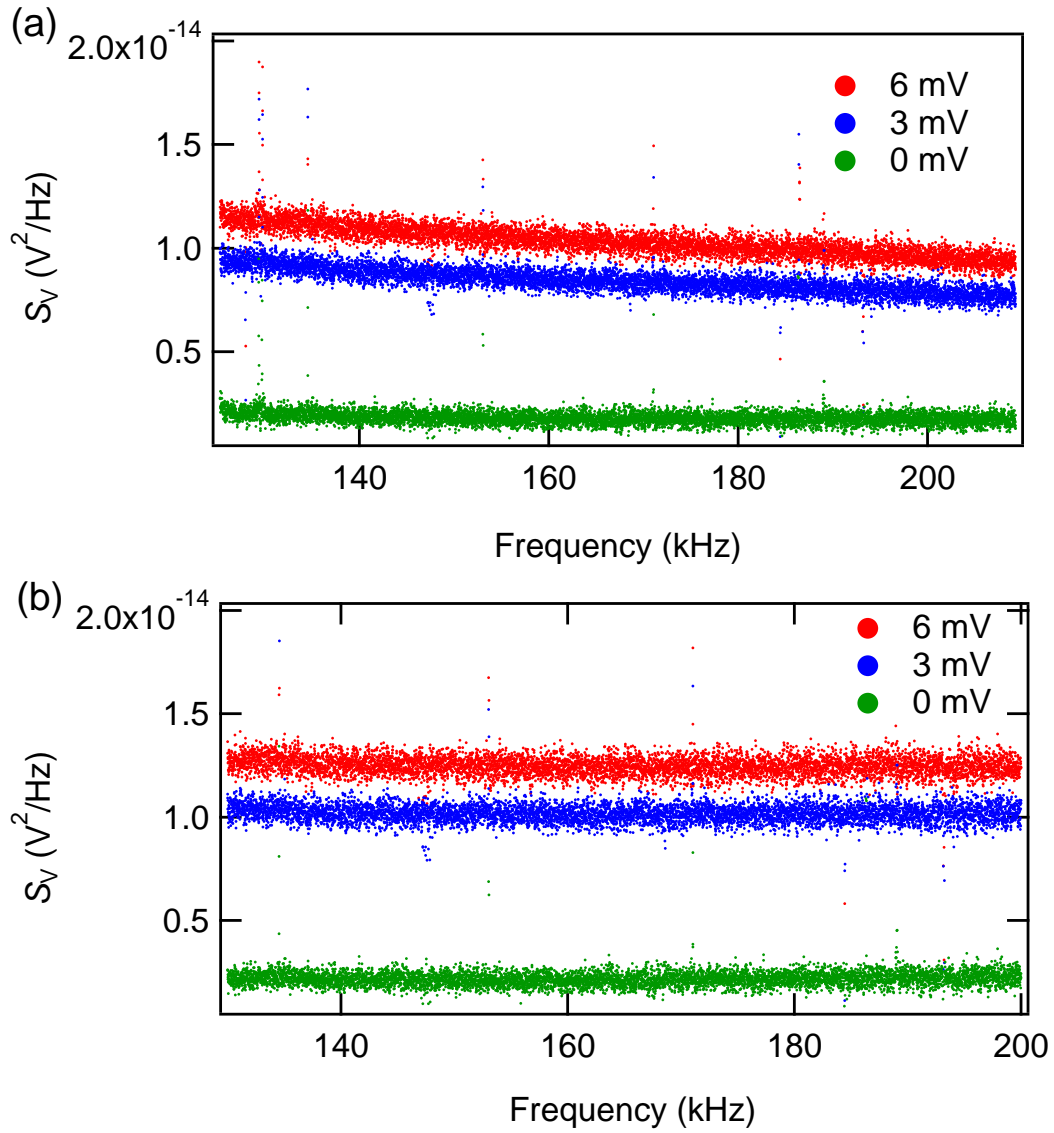 (a)
2.0x10^-14
1.5
1.0
0.5
S_V (V^2/Hz)
6 mV
3 mV
0 mV
140 160 180 200
Frequency (kHz)
(b)
2.0x10^-14
1.5
1.0
0.5
S_V (V^2/Hz)
6 mV
3 mV
0 mV
140 160 180 200
Frequency (kHz)